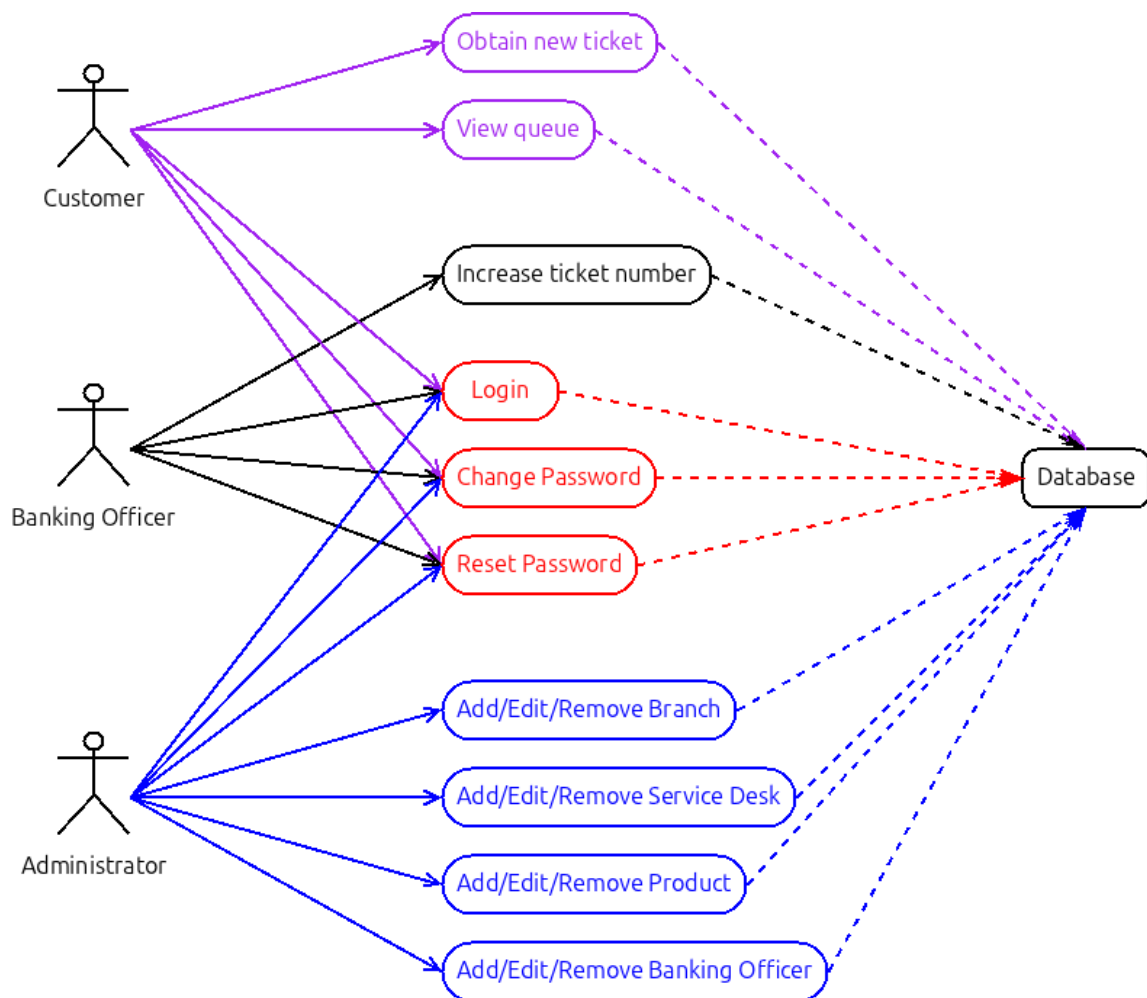 Obtain new ticket
View queue
Customer
Increase ticket number
Login
Change Password
Database
Banking Officer
Reset Password
Add/Edit/Remove Branch
Add/Edit/Remove Service Desk
Administrator
Add/Edit/Remove Product
Add/Edit/Remove Banking Officer